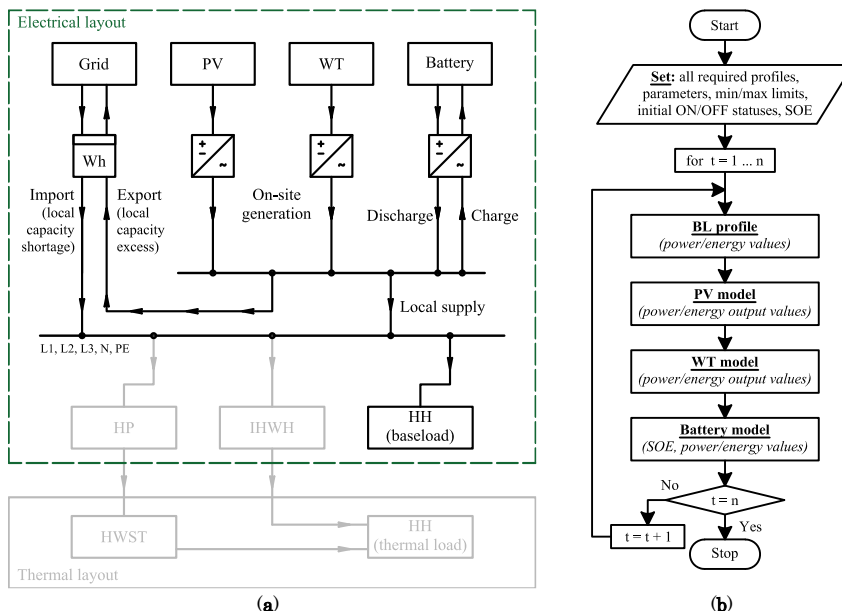 Electrical layout
Grid
PV
WT
Battery
Wh
+
-
~
+
-
~
+
-
~
Import
(local
capacity
shortage)
Export
(local
capacity
excess)
On-site
generation
Discharge
Charge
Local supply
L1, L2, L3, N, PE
HP
IHWH
HH
(baseload)
HWST
HH
(thermal load)
Thermal layout
(a)
Start
Set: all required profiles,
parameters, min/max limits,
initial ON/OFF statuses, SOE
for t = 1 ... n
BL profile
(power/energy values)
PV model
(power/energy output values)
WT model
(power/energy output values)
Battery model
(SOE, power/energy values)
No
t = n
Yes
t = t + 1
Stop
(b)